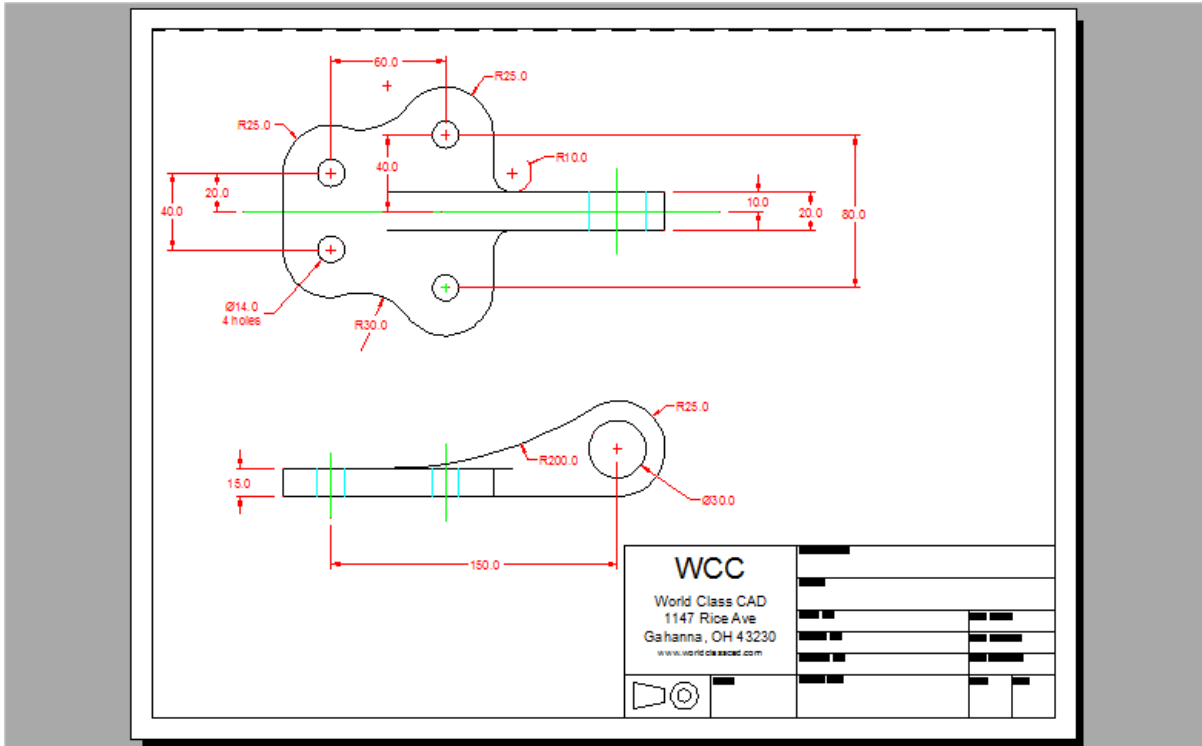 60.0
R25.0
R25.0
R10.0
40.0
20.0
40.0
10.0
20.0
80.0
Ø14.0
4 holes
R30.0
R25.0
R200.0
15.0
Ø30.0
150.0
WCC
World Class CAD
1147 Rice Ave
Gahanna, OH 43230
www.worldclasscad.com